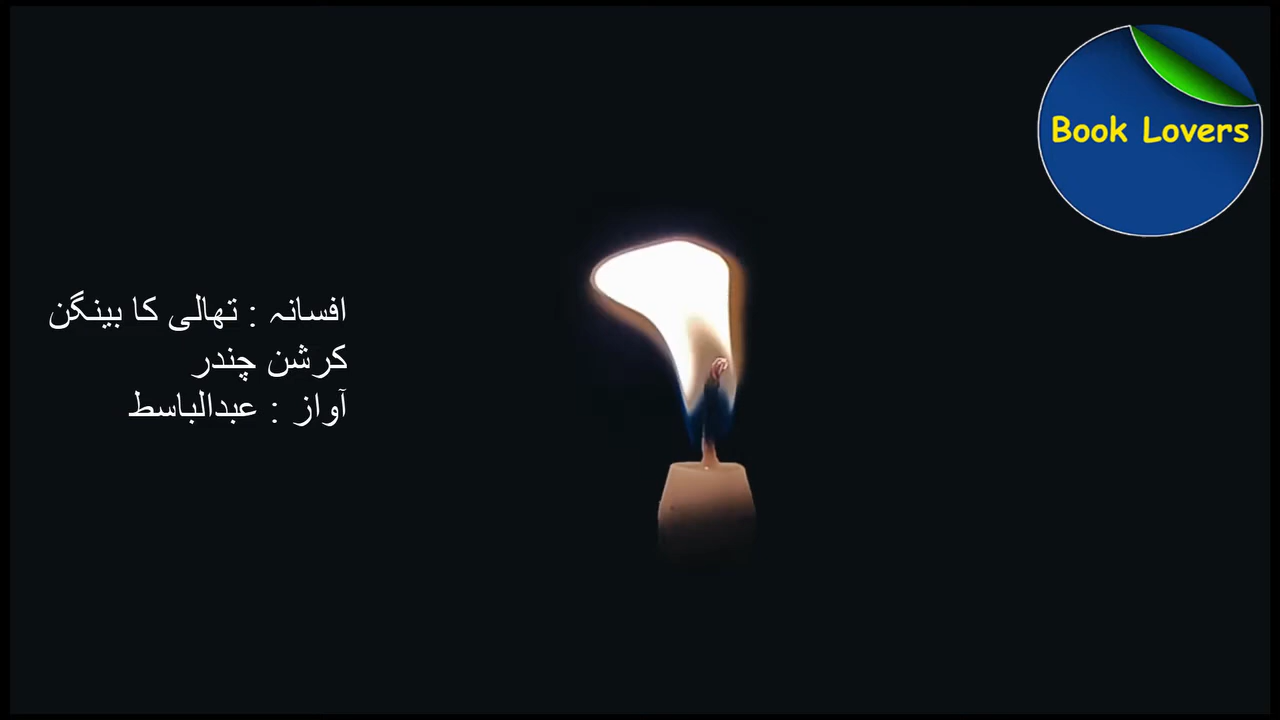 Book Lovers
افسانہ : تھالی کا بینگن
کرشن چندر
آواز : عبدالباسط